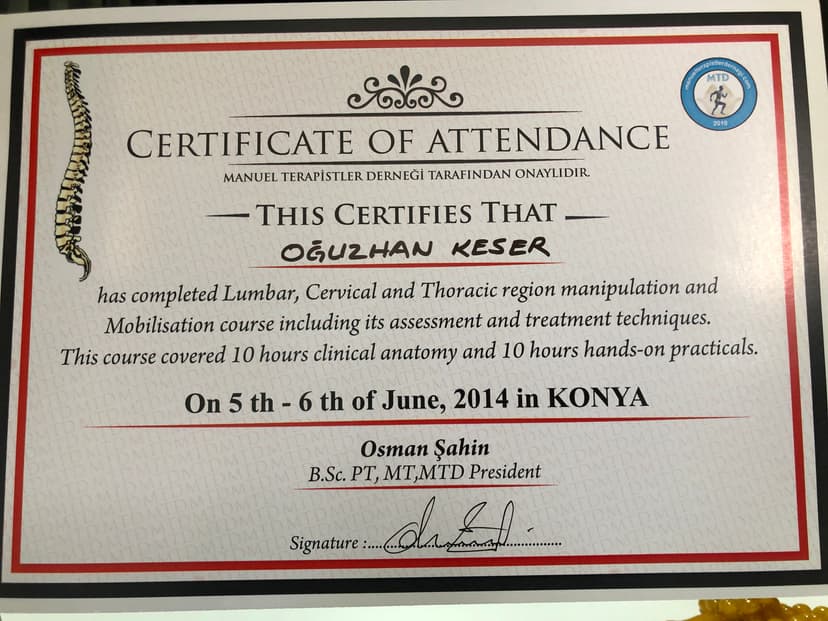 manuelterapistlerdernegi.com
MTD
2010
CERTIFICATE OF ATTENDANCE
MANUEL TERAPİSTLER DERNEĞİ TARAFINDAN ONAYLIDIR.
THIS CERTIFIES THAT
OĞUZHAN KESER
has completed Lumbar, Cervical and Thoracic region manipulation and
Mobilisation course including its assessment and treatment techniques.
This course covered 10 hours clinical anatomy and 10 hours hands-on practicals.
On 5 th - 6 th of June, 2014 in KONYA
Osman Şahin
B.Sc. PT, MT,MTD President
Signature :